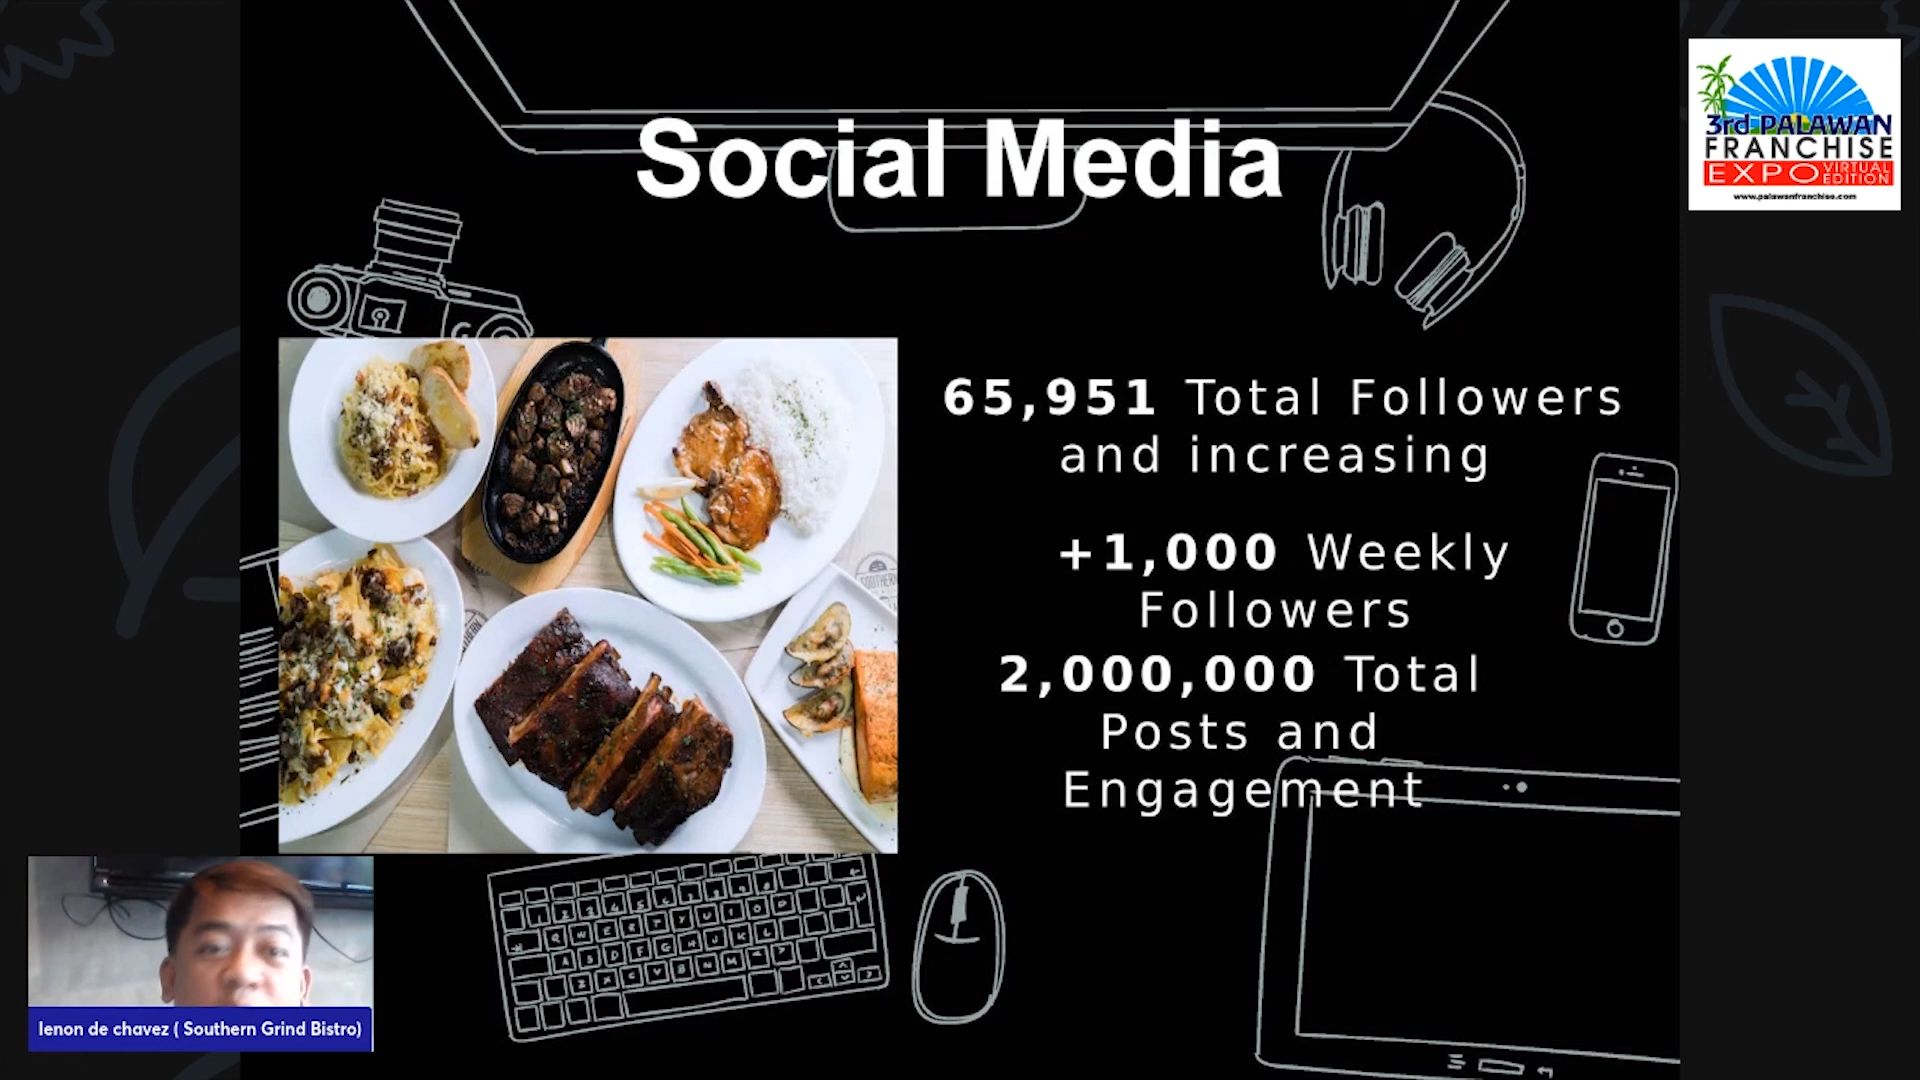 Social Media
3rd PALAWAN
FRANCHISE
EXPO VIRTUAL EDITION
www.palawanfranchise.com
65,951 Total Followers
and increasing
+1,000 Weekly
Followers
2,000,000 Total
Posts and
Engagement
SOUTHERN
lenon de chavez ( Southern Grind Bistro)